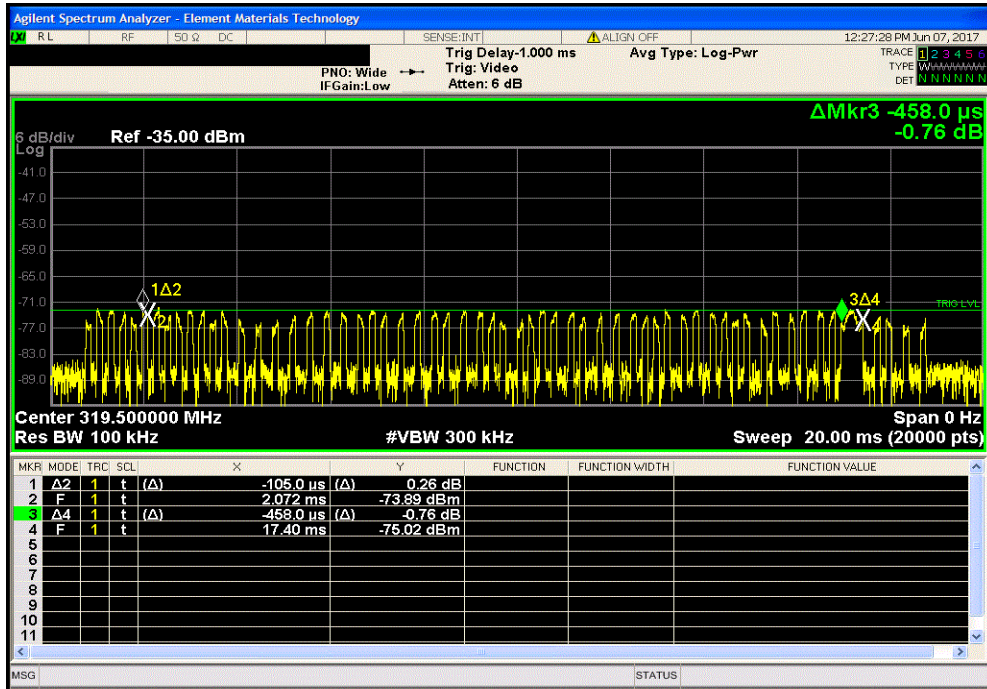 Agilent Spectrum Analyzer - Element Materials Technology
LXI RL RF 50 Ω DC SENSE:INT ALIGN OFF 12:27:28 PM Jun 07, 2017
Trig Delay-1.000 ms Avg Type: Log-Pwr TRACE 1 2 3 4 5 6
PNO: Wide Trig: Video TYPE WWWWWW
IFGain:Low Atten: 6 dB DET N N N N N N
ΔMkr3 -458.0 µs
-0.76 dB
6 dB/div Ref -35.00 dBm
Log
-41.0
-47.0
-53.0
-59.0
-65.0
-71.0
-77.0
-83.0
-89.0
1Δ2
2
3Δ4
4
TRIG LVL
Center 319.500000 MHz Span 0 Hz
Res BW 100 kHz #VBW 300 kHz Sweep 20.00 ms (20000 pts)
MKR MODE TRC SCL X Y FUNCTION FUNCTION WIDTH FUNCTION VALUE
1 Δ2 1 t (Δ) -105.0 µs (Δ) 0.26 dB
2 F 1 t 2.072 ms -73.89 dBm
3 Δ4 1 t (Δ) -458.0 µs (Δ) -0.76 dB
4 F 1 t 17.40 ms -75.02 dBm
5
6
7
8
9
10
11
MSG STATUS